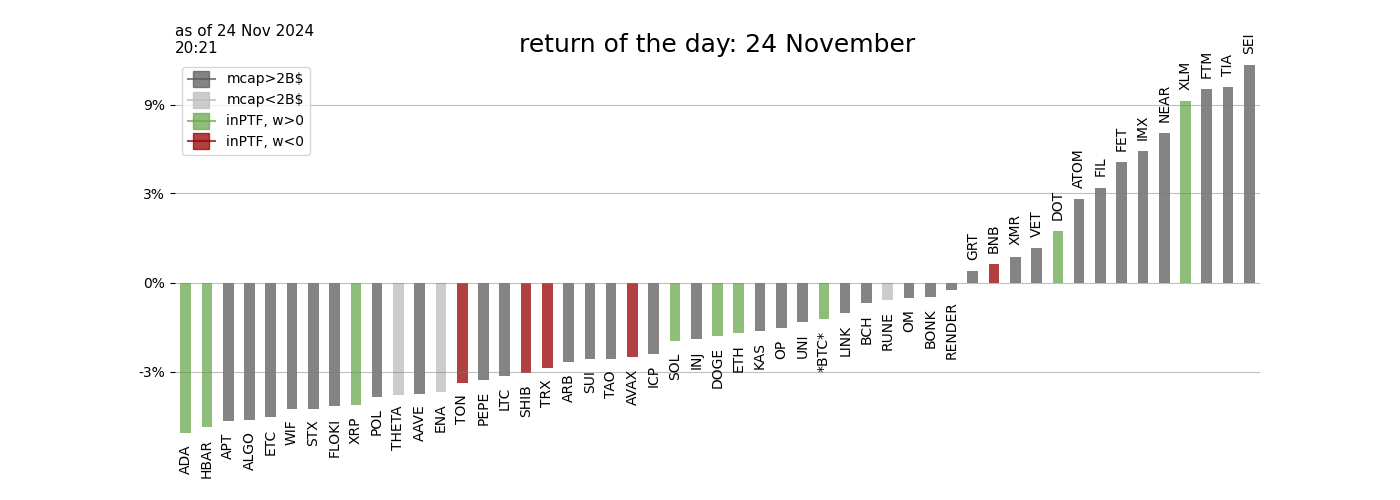 as of 24 Nov 2024
20:21
return of the day: 24 November
mcap>2B$
mcap<2B$
inPTF, w>0
inPTF, w<0
9%
3%
0%
-3%
ADA
HBAR
APT
ALGO
ETC
WIF
STX
FLOKI
XRP
POL
THETA
AAVE
ENA
TON
PEPE
LTC
SHIB
TRX
ARB
SUI
TAO
AVAX
ICP
SOL
INJ
DOGE
ETH
KAS
OP
UNI
*BTC*
LINK
BCH
RUNE
OM
BONK
RENDER
GRT
BNB
XMR
VET
DOT
ATOM
FIL
FET
IMX
NEAR
XLM
FTM
TIA
SEI